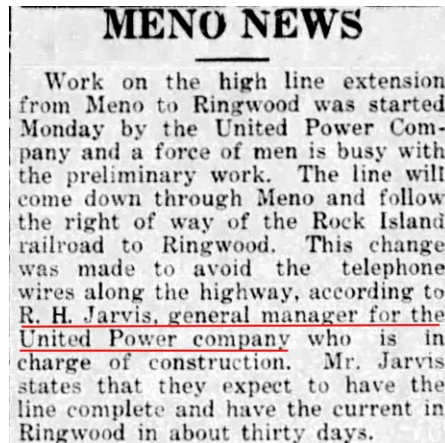 MENO NEWS
Work on the high line extension
from Meno to Ringwood was started
Monday by the United Power Com-
pany and a force of men is busy with
the preliminary work. The line will
come down through Meno and follow
the right of way of the Rock Island
railroad to Ringwood. This change
was made to avoid the telephone
wires along the highway, according to
R. H. Jarvis, general manager for the
United Power company who is in
charge of construction. Mr. Jarvis
states that they expect to have the
line complete and have the current in
Ringwood in about thirty days.